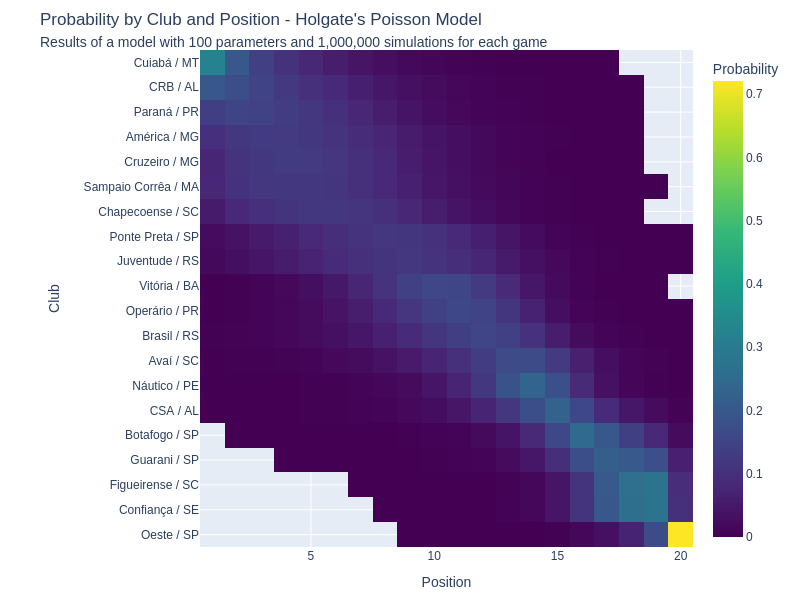 Probability by Club and Position - Holgate's Poisson Model
Results of a model with 100 parameters and 1,000,000 simulations for each game
Probability
Club
Cuiabá / MT
CRB / AL
Paraná / PR
América / MG
Cruzeiro / MG
Sampaio Corrêa / MA
Chapecoense / SC
Ponte Preta / SP
Juventude / RS
Vitória / BA
Operário / PR
Brasil / RS
Avaí / SC
Náutico / PE
CSA / AL
Botafogo / SP
Guarani / SP
Figueirense / SC
Confiança / SE
Oeste / SP
0.7
0.6
0.5
0.4
0.3
0.2
0.1
0
5 10 15 20
Position